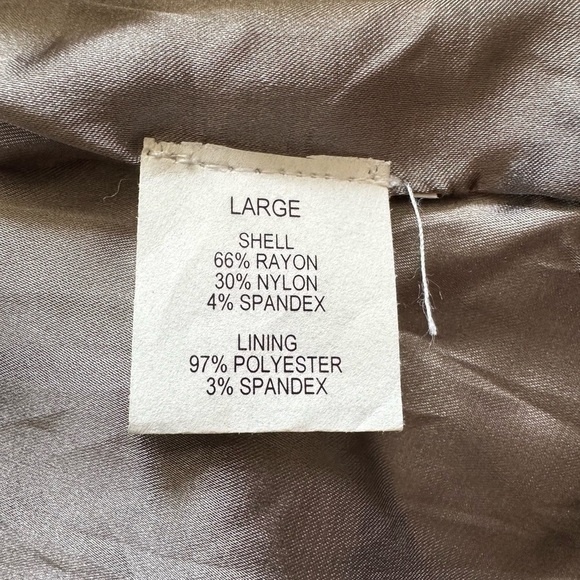 LARGE
SHELL
66% RAYON
30% NYLON
4% SPANDEX
LINING
97% POLYESTER
3% SPANDEX